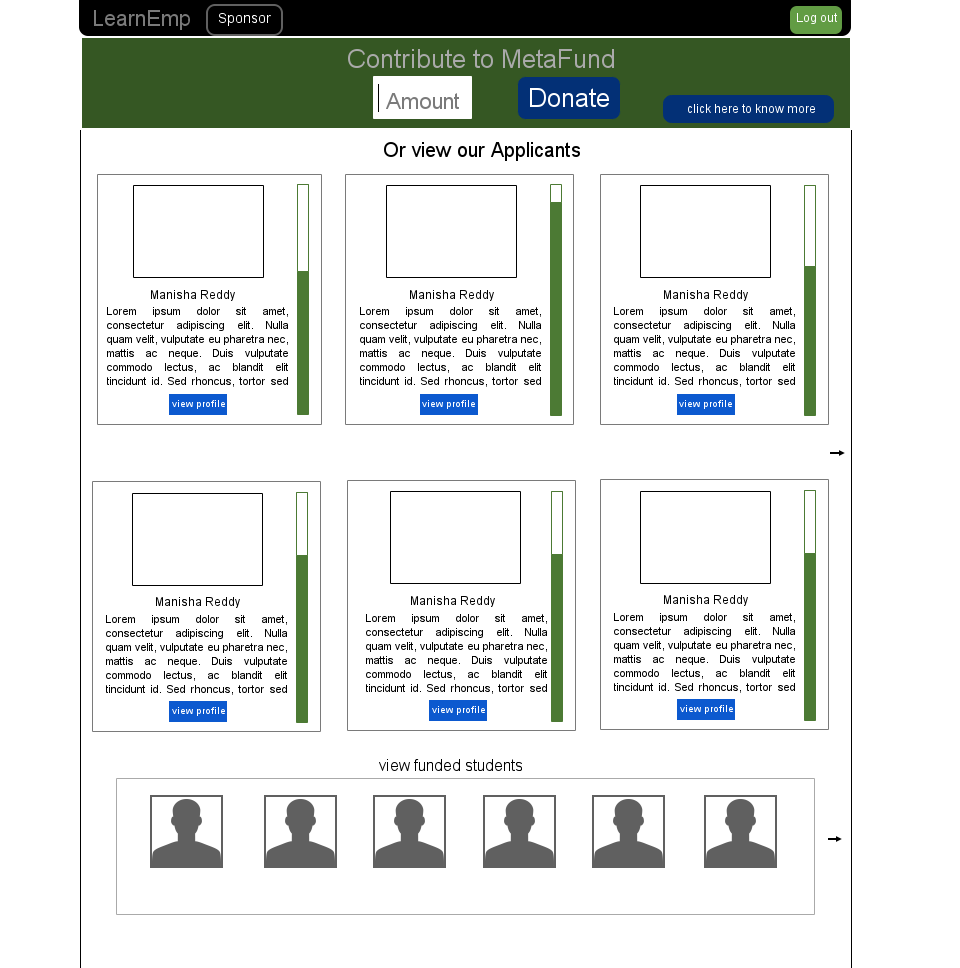 LearnEmp Sponsor Log out
Contribute to MetaFund
Amount Donate click here to know more
Or view our Applicants
Manisha Reddy
Lorem ipsum dolor sit amet,
consectetur adipiscing elit. Nulla
quam velit, vulputate eu pharetra nec,
mattis ac neque. Duis vulputate
commodo lectus, ac blandit elit
tincidunt id. Sed rhoncus, tortor sed
view profile
Manisha Reddy
Lorem ipsum dolor sit amet,
consectetur adipiscing elit. Nulla
quam velit, vulputate eu pharetra nec,
mattis ac neque. Duis vulputate
commodo lectus, ac blandit elit
tincidunt id. Sed rhoncus, tortor sed
view profile
Manisha Reddy
Lorem ipsum dolor sit amet,
consectetur adipiscing elit. Nulla
quam velit, vulputate eu pharetra nec,
mattis ac neque. Duis vulputate
commodo lectus, ac blandit elit
tincidunt id. Sed rhoncus, tortor sed
view profile
Manisha Reddy
Lorem ipsum dolor sit amet,
consectetur adipiscing elit. Nulla
quam velit, vulputate eu pharetra nec,
mattis ac neque. Duis vulputate
commodo lectus, ac blandit elit
tincidunt id. Sed rhoncus, tortor sed
view profile
Manisha Reddy
Lorem ipsum dolor sit amet,
consectetur adipiscing elit. Nulla
quam velit, vulputate eu pharetra nec,
mattis ac neque. Duis vulputate
commodo lectus, ac blandit elit
tincidunt id. Sed rhoncus, tortor sed
view profile
Manisha Reddy
Lorem ipsum dolor sit amet,
consectetur adipiscing elit. Nulla
quam velit, vulputate eu pharetra nec,
mattis ac neque. Duis vulputate
commodo lectus, ac blandit elit
tincidunt id. Sed rhoncus, tortor sed
view profile
view funded students